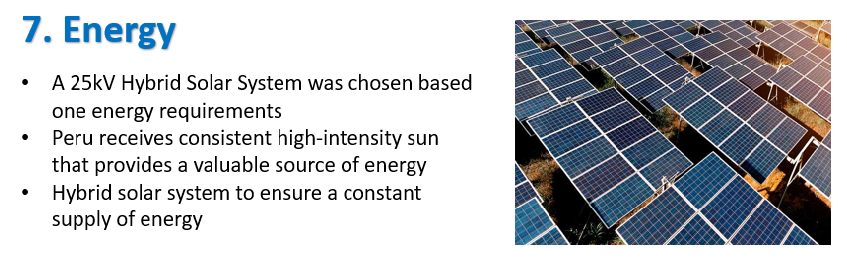 7. Energy
• A 25kV Hybrid Solar System was chosen based
one energy requirements
• Peru receives consistent high-intensity sun
that provides a valuable source of energy
• Hybrid solar system to ensure a constant
supply of energy